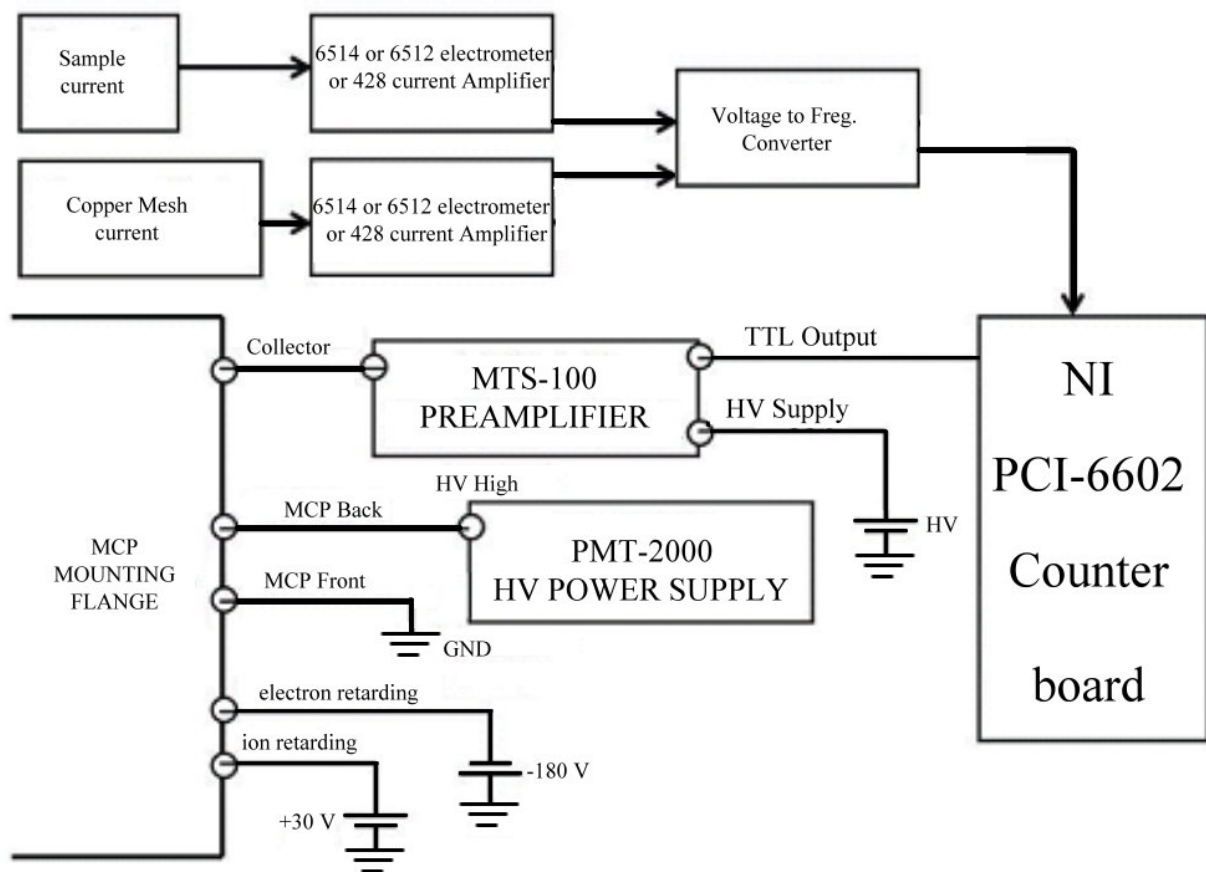 Sample
current
6514 or 6512 electrometer
or 428 current Amplifier
Voltage to Freg.
Converter
Copper Mesh
current
6514 or 6512 electrometer
or 428 current Amplifier
Collector
MTS-100
PREAMPLIFIER
TTL Output
HV Supply
NI
PCI-6602
Counter
board
HV High
MCP Back
HV
PMT-2000
HV POWER SUPPLY
MCP
MOUNTING
FLANGE
MCP Front
GND
electron retarding
ion retarding
-180 V
+30 V